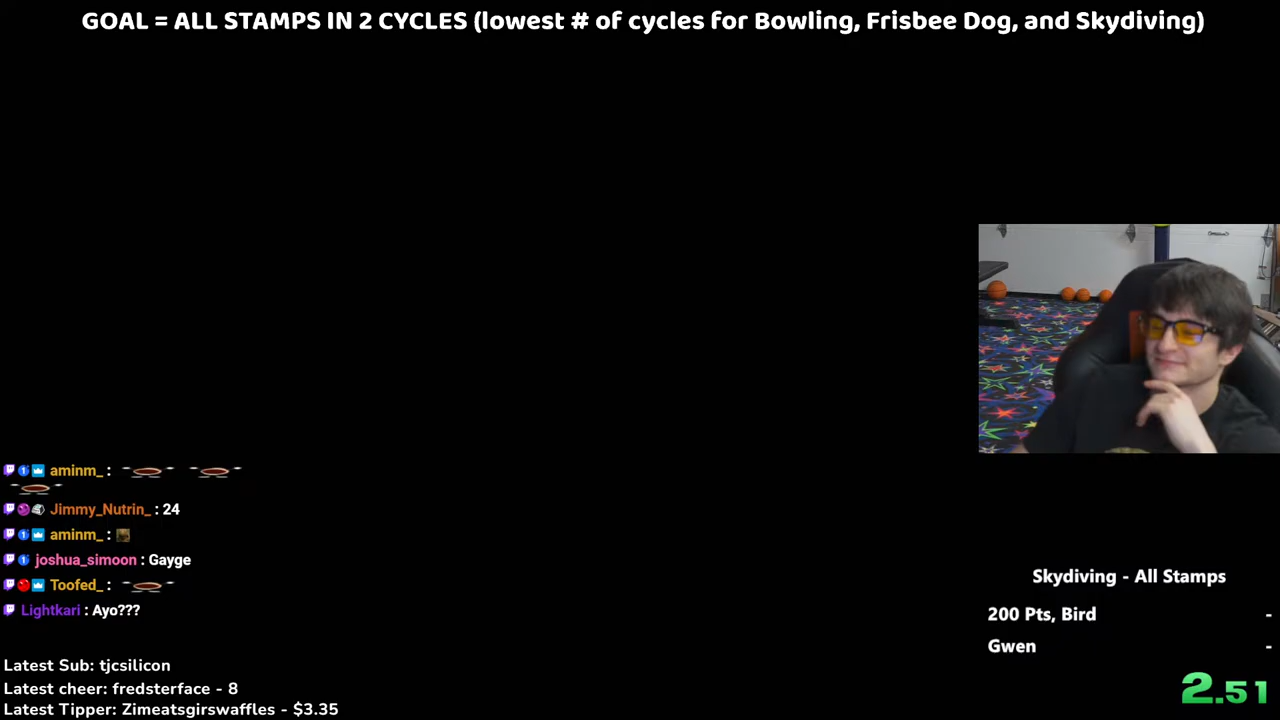 GOAL = ALL STAMPS IN 2 CYCLES (lowest # of cycles for Bowling, Frisbee Dog, and Skydiving)
aminm_ :
Jimmy_Nutrin_ : 24
aminm_ :
joshua_simoon : Gayge
Toofed_ :
Lightkari : Ayo???
Skydiving - All Stamps
200 Pts, Bird -
Gwen -
Latest Sub: tjcsilicon
Latest cheer: fredsterface - 8
Latest Tipper: Zimeatsgirswaffles - $3.35
2.51